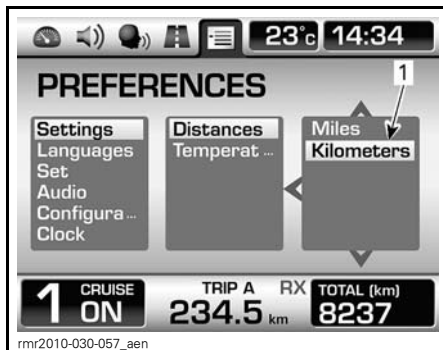 23°c 14:34
PREFERENCES
1
Settings
Languages
Set
Audio
Configura ...
Clock
Distances
Temperat ...
Miles
Kilometers
1 CRUISE ON
TRIP A
234.5 km
RX
TOTAL (km)
8237
rmr2010-030-057_aen